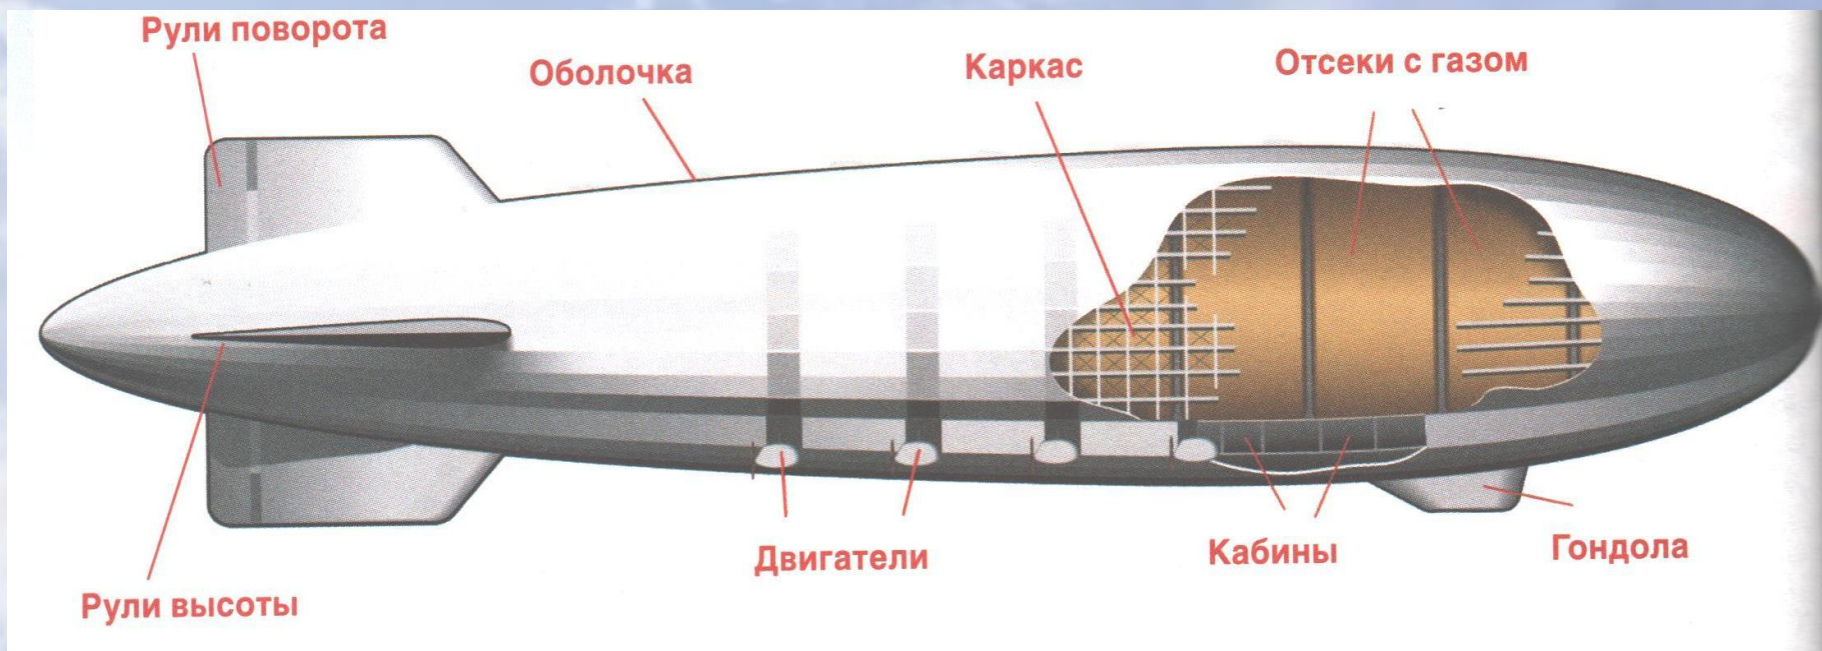 Рули поворота
Оболочка
Каркас
Отсеки с газом
Двигатели
Кабины
Гондола
Рули высоты